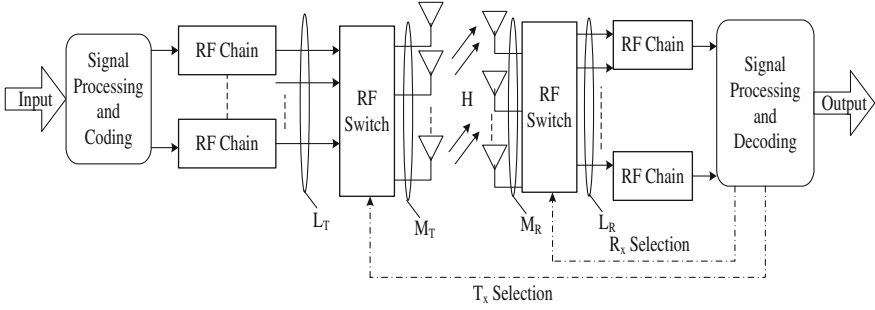 Input
Signal
Processing
and
Coding
RF Chain
RF Chain
L_T
RF
Switch
M_T
H
M_R
RF
Switch
L_R
RF Chain
RF Chain
Signal
Processing
and
Decoding
Output
R_x Selection
T_x Selection